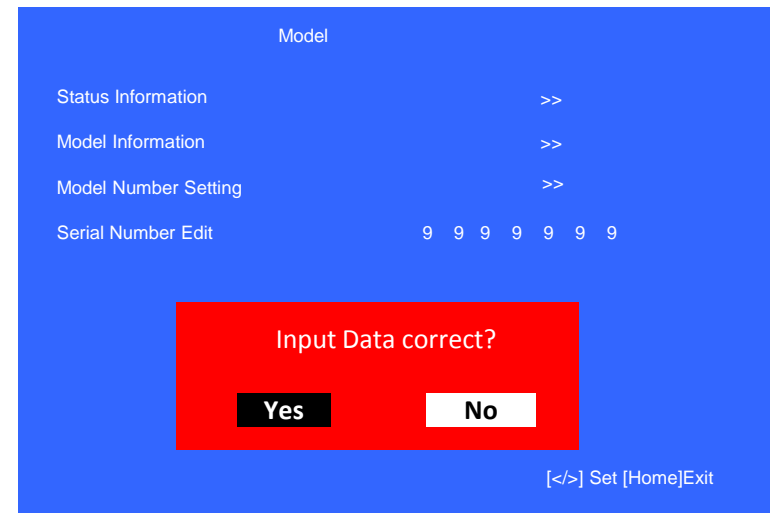 Model
Status Information >>
Model Information >>
Model Number Setting >>
Serial Number Edit 9 9 9 9 9 9 9
Input Data correct?
Yes No
[</>] Set [Home]Exit